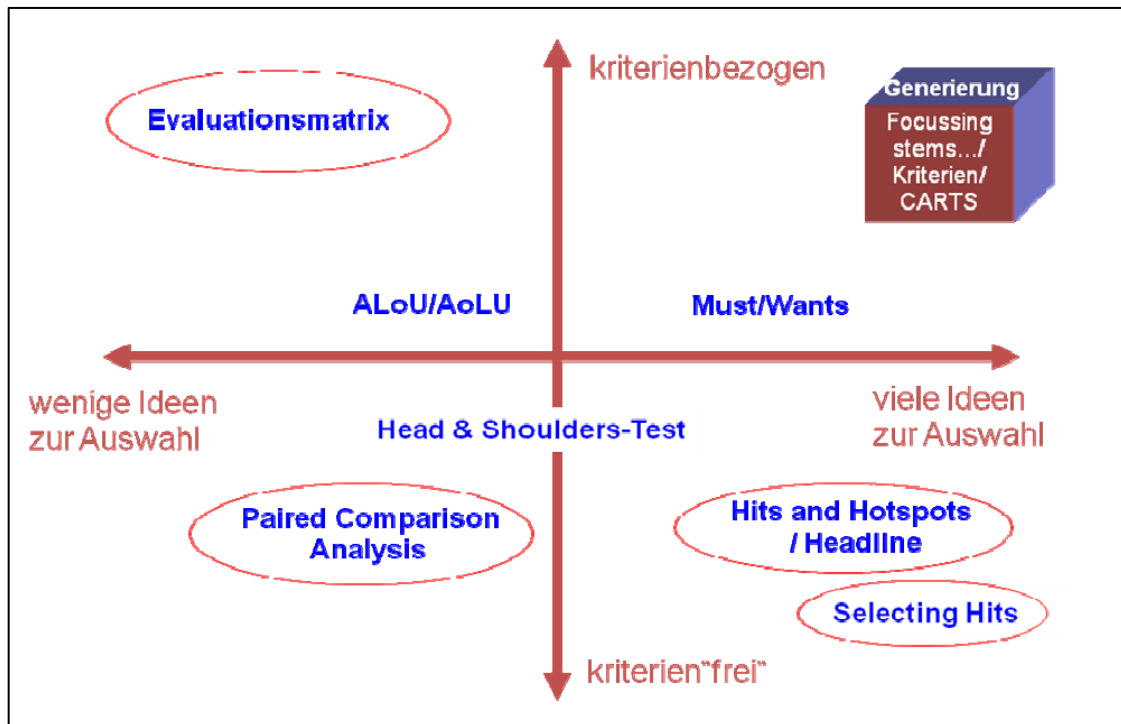 kriterienbezogen
Generierung
Focussing
stems.../
Kriterien/
CARTS
Evaluationsmatrix
ALoU/AoLU
Must/Wants
wenige Ideen
zur Auswahl
viele Ideen
zur Auswahl
Head & Shoulders-Test
Paired Comparison
Analysis
Hits and Hotspots
/ Headline
Selecting Hits
kriterien"frei"